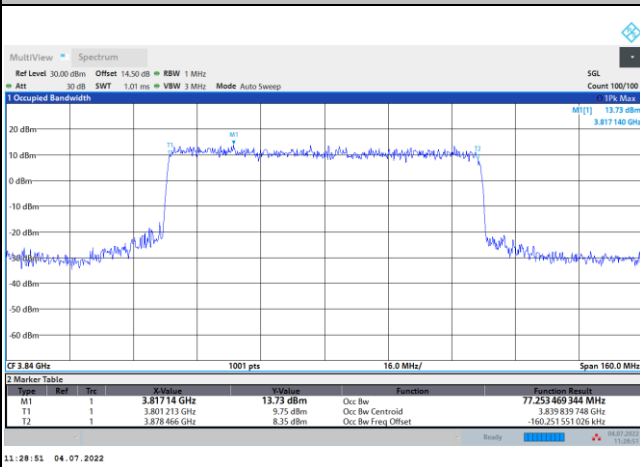 MultiView Spectrum
Ref Level 30.00 dBm Offset 14.50 dB RBW 1 MHz SGL
Att 30 dB SWT 1.01 ms VBW 3 MHz Mode Auto Sweep Count 100/100
1 Occupied Bandwidth 1Pk Max
M1[1] 13.73 dBm
3.817 140 GHz
20 dBm
M1
T1 T2
10 dBm
0 dBm
-10 dBm
-20 dBm
-30 dBm
-40 dBm
-50 dBm
-60 dBm
CF 3.84 GHz 1001 pts 16.0 MHz/ Span 160.0 MHz
2 Marker Table
Type Ref Trc X-Value Y-Value Function Function Result
M1 1 3.81714 GHz 13.73 dBm Occ Bw 77.253 469 344 MHz
T1 1 3.801 213 GHz 9.75 dBm Occ Bw Centroid 3.839 839 748 GHz
T2 1 3.878 466 GHz 8.35 dBm Occ Bw Freq Offset -160.251 551 026 kHz
Ready 04.07.2022
11:28:51
11:28:51 04.07.2022